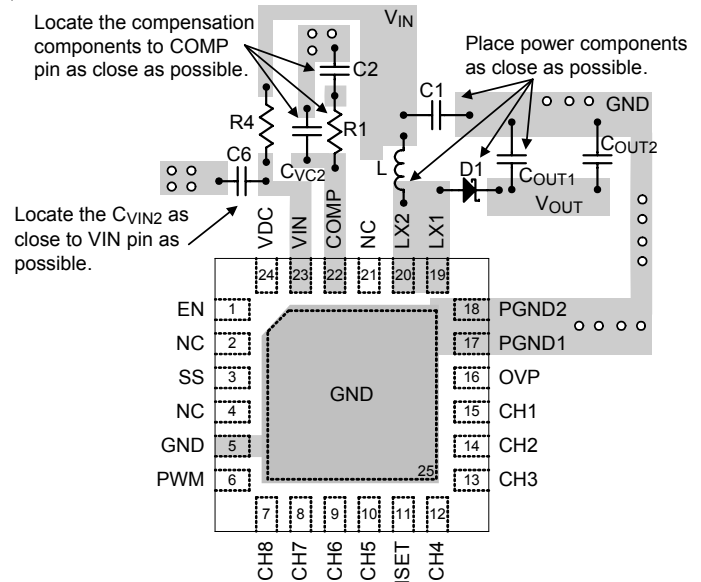 Locate the compensation
components to COMP
pin as close as possible.
VIN
Place power components
as close as possible.
C2
C1
GND
R4
R1
CVC2
L
D1
COUT1
COUT2
VOUT
C6
Locate the CVIN2 as
close to VIN pin as
possible.
VDC
VIN
COMP
NC
LX2
LX1
24
23
22
21
20
19
EN 1
NC 2
SS 3
NC 4
GND 5
PWM 6
18 PGND2
17 PGND1
16 OVP
15 CH1
14 CH2
13 CH3
GND
25
7
8
9
10
11
12
CH8
CH7
CH6
CH5
ISET
CH4